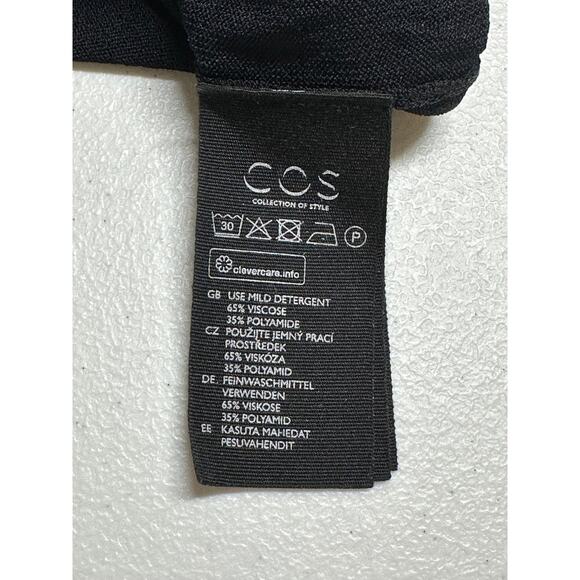 COS
COLLECTION OF STYLE
30 P
clevercare.info
GB USE MILD DETERGENT
65% VISCOSE
35% POLYAMIDE
CZ POUŽIJTE JEMNÝ PRACÍ
PROSTŘEDEK
65% VISKÓZA
35% POLYAMID
DE FEINWASCHMITTEL
VERWENDEN
65% VISKOSE
35% POLYAMID
EE KASUTA MAHEDAT
PESUVAHENDIT